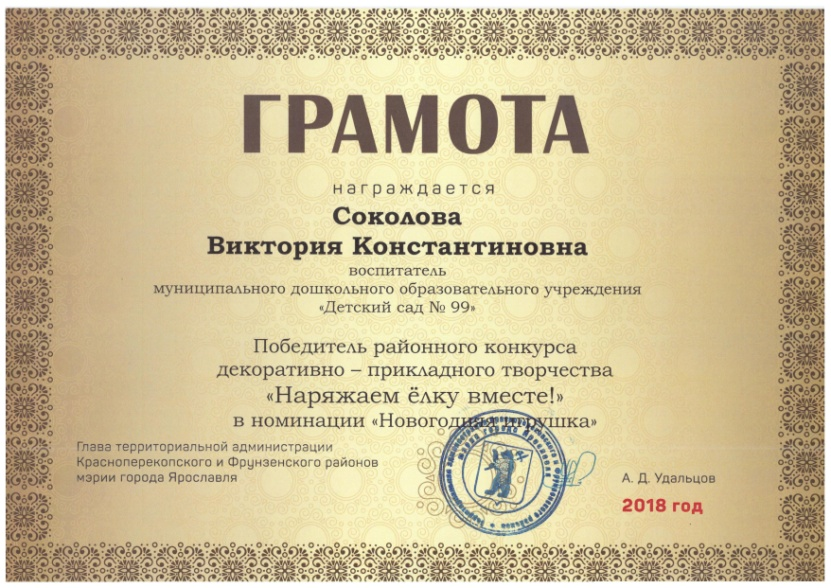 ГРАМОТА
награждается
Соколова
Виктория Константиновна
воспитатель
муниципального дошкольного образовательного учреждения
«Детский сад № 99»
Победитель районного конкурса
декоративно – прикладного творчества
«Наряжаем ёлку вместе!»
в номинации «Новогодняя игрушка»
Глава территориальной администрации
Красноперекопского и Фрунзенского районов
мэрии города Ярославля
А. Д. Удальцов
2018 год